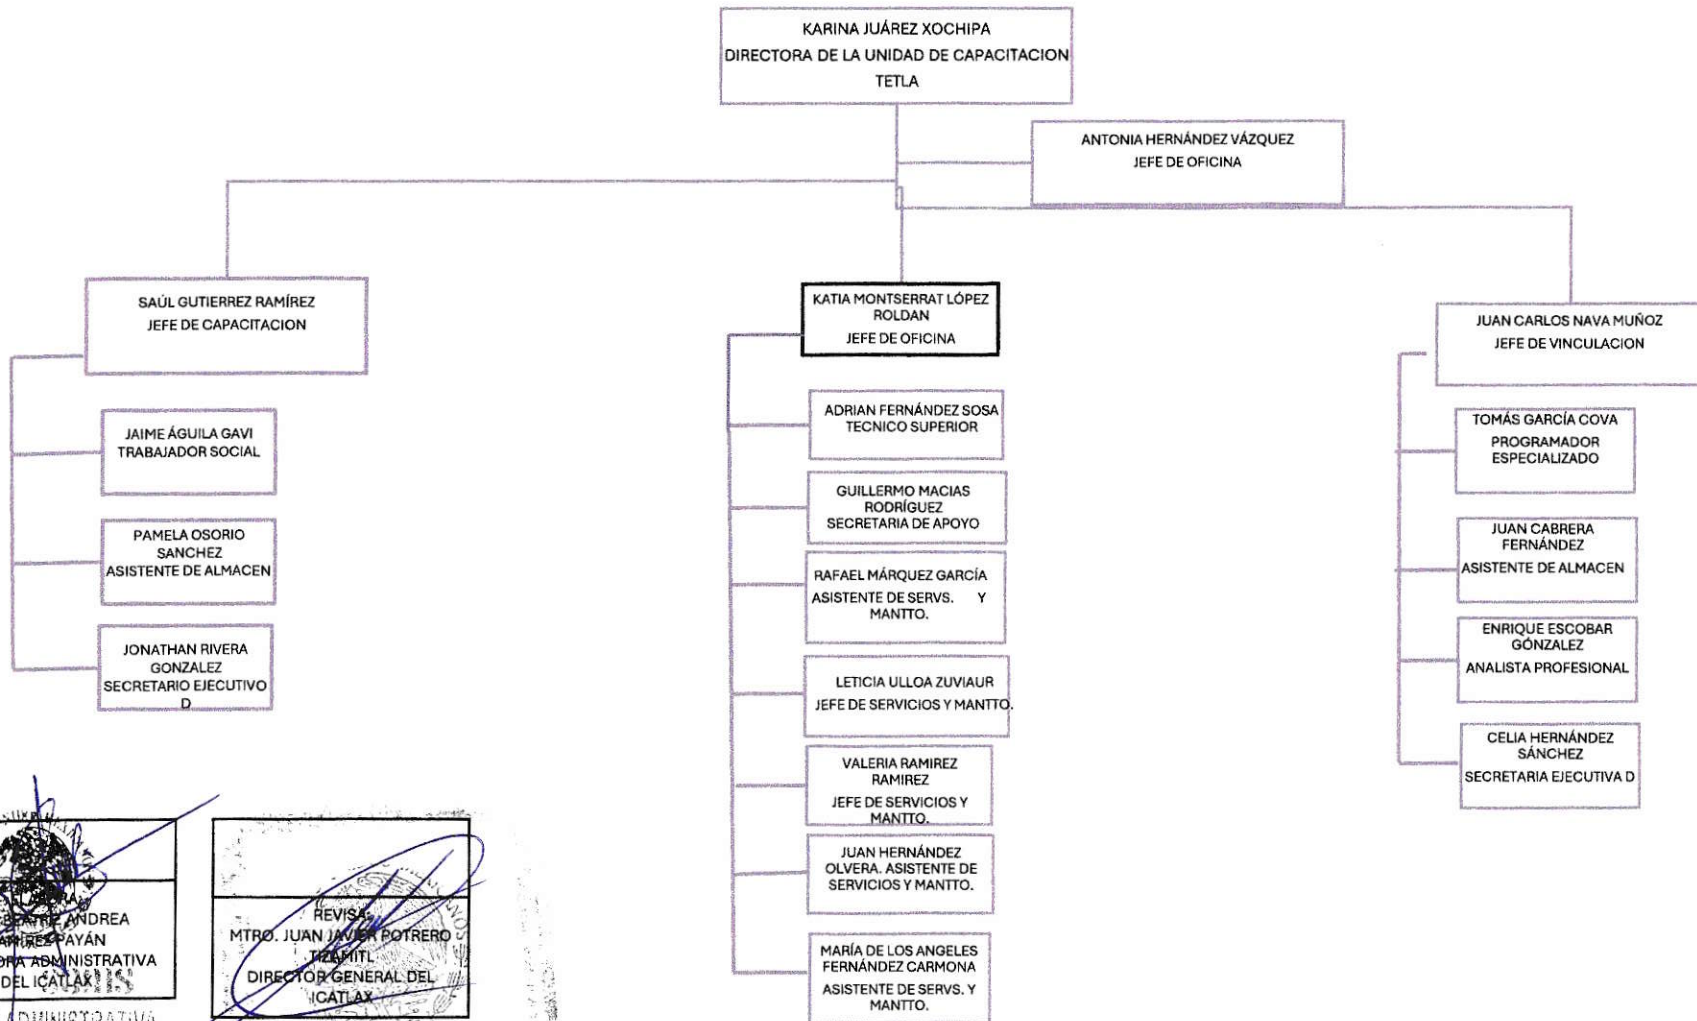 KARINA JUÁREZ XOCHIPA
DIRECTORA DE LA UNIDAD DE CAPACITACION
TETLA
ANTONIA HERNÁNDEZ VÁZQUEZ
JEFE DE OFICINA
SAÚL GUTIERREZ RAMÍREZ
JEFE DE CAPACITACION
JAIME ÁGUILA GAVI
TRABAJADOR SOCIAL
PAMELA OSORIO
SANCHEZ
ASISTENTE DE ALMACEN
JONATHAN RIVERA
GONZALEZ
SECRETARIO EJECUTIVO
D
KATIA MONTSERRAT LÓPEZ
ROLDAN
JEFE DE OFICINA
ADRIAN FERNÁNDEZ SOSA
TECNICO SUPERIOR
GUILLERMO MACIAS
RODRÍGUEZ
SECRETARIA DE APOYO
RAFAEL MÁRQUEZ GARCÍA
ASISTENTE DE SERVS. Y
MANTTO.
LETICIA ULLOA ZUVIAUR
JEFE DE SERVICIOS Y MANTTO.
VALERIA RAMIREZ
RAMIREZ
JEFE DE SERVICIOS Y
MANTTO.
JUAN HERNÁNDEZ
OLVERA. ASISTENTE DE
SERVICIOS Y MANTTO.
MARÍA DE LOS ANGELES
FERNÁNDEZ CARMONA
ASISTENTE DE SERVS. Y
MANTTO.
JUAN CARLOS NAVA MUÑOZ
JEFE DE VINCULACION
TOMÁS GARCÍA COVA
PROGRAMADOR
ESPECIALIZADO
JUAN CABRERA
FERNÁNDEZ
ASISTENTE DE ALMACEN
ENRIQUE ESCOBAR
GÓNZALEZ
ANALISTA PROFESIONAL
CELIA HERNÁNDEZ
SÁNCHEZ
SECRETARIA EJECUTIVA D
ELABORA
ANDREA
PAYÁN
ADMINISTRATIVA
DEL ICATLAX
REVISA:
MTRO. JUAN JAVIER POTRERO
TIZAMITL
DIRECTOR GENERAL DEL
ICATLAX